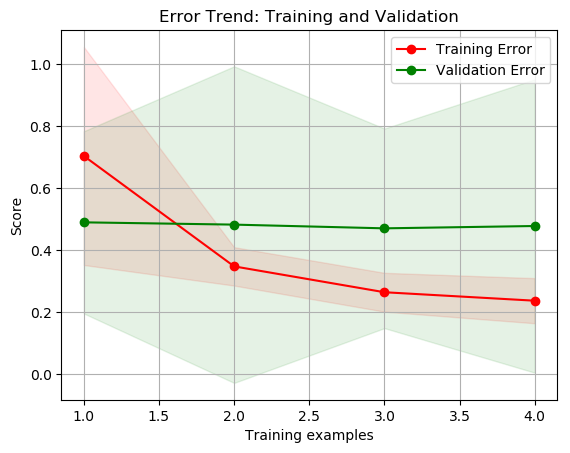 Error Trend: Training and Validation
Training Error
Validation Error
Score
1.0
0.8
0.6
0.4
0.2
0.0
1.0 1.5 2.0 2.5 3.0 3.5 4.0
Training examples